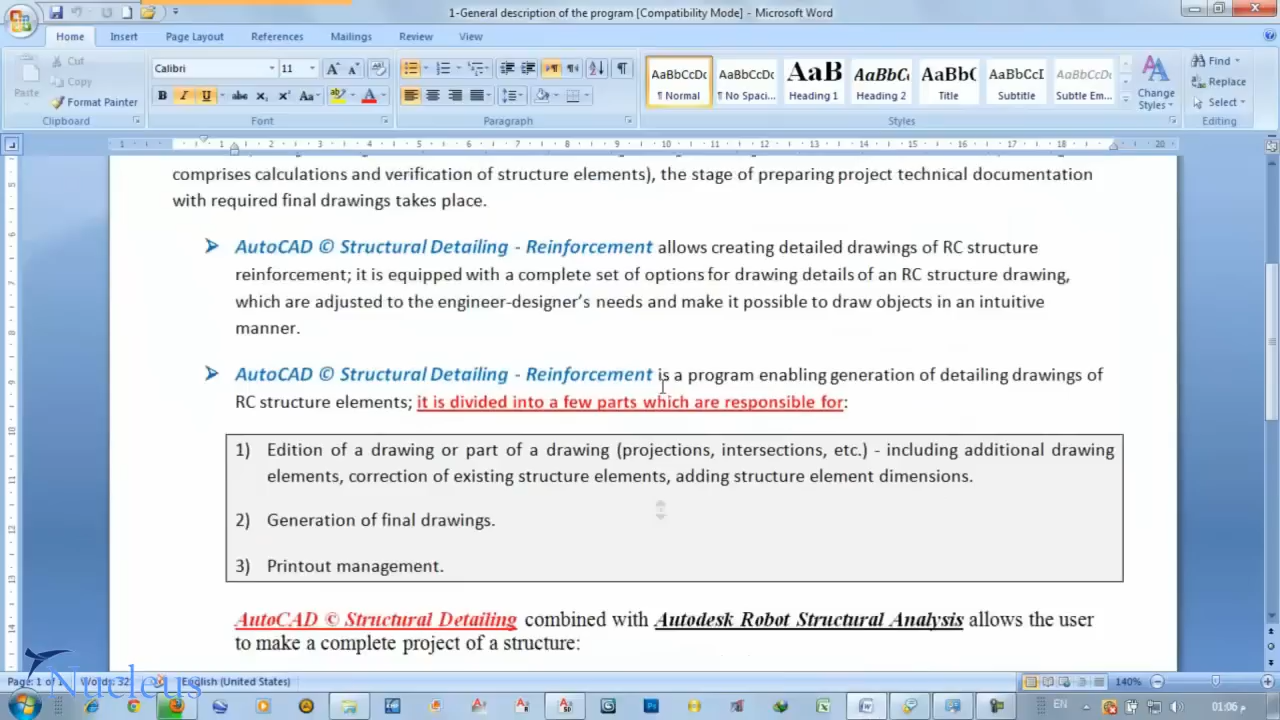 1-General description of the program [Compatibility Mode] - Microsoft Word
Home Insert Page Layout References Mailings Review View
Cut
Copy
Paste
Format Painter
Clipboard
Calibri 11
Font
Paragraph
AaBbCcDc AaBbCcDc AaB AaBbCc AaBb( AaBbCcI AaBbCcDc
¶ Normal ¶ No Spaci... Heading 1 Heading 2 Title Subtitle Subtle Em...
Change Styles
Styles
Find
Replace
Select
Editing
comprises calculations and verification of structure elements), the stage of preparing project technical documentation
with required final drawings takes place.
AutoCAD © Structural Detailing - Reinforcement allows creating detailed drawings of RC structure
reinforcement; it is equipped with a complete set of options for drawing details of an RC structure drawing,
which are adjusted to the engineer-designer's needs and make it possible to draw objects in an intuitive
manner.
AutoCAD © Structural Detailing - Reinforcement is a program enabling generation of detailing drawings of
RC structure elements; it is divided into a few parts which are responsible for:
1) Edition of a drawing or part of a drawing (projections, intersections, etc.) - including additional drawing
elements, correction of existing structure elements, adding structure element dimensions.
2) Generation of final drawings.
3) Printout management.
AutoCAD © Structural Detailing combined with Autodesk Robot Structural Analysis allows the user
to make a complete project of a structure:
Nucleus
Page: 1 of Words: 32 English (United States) 140%
EN 01:06 م